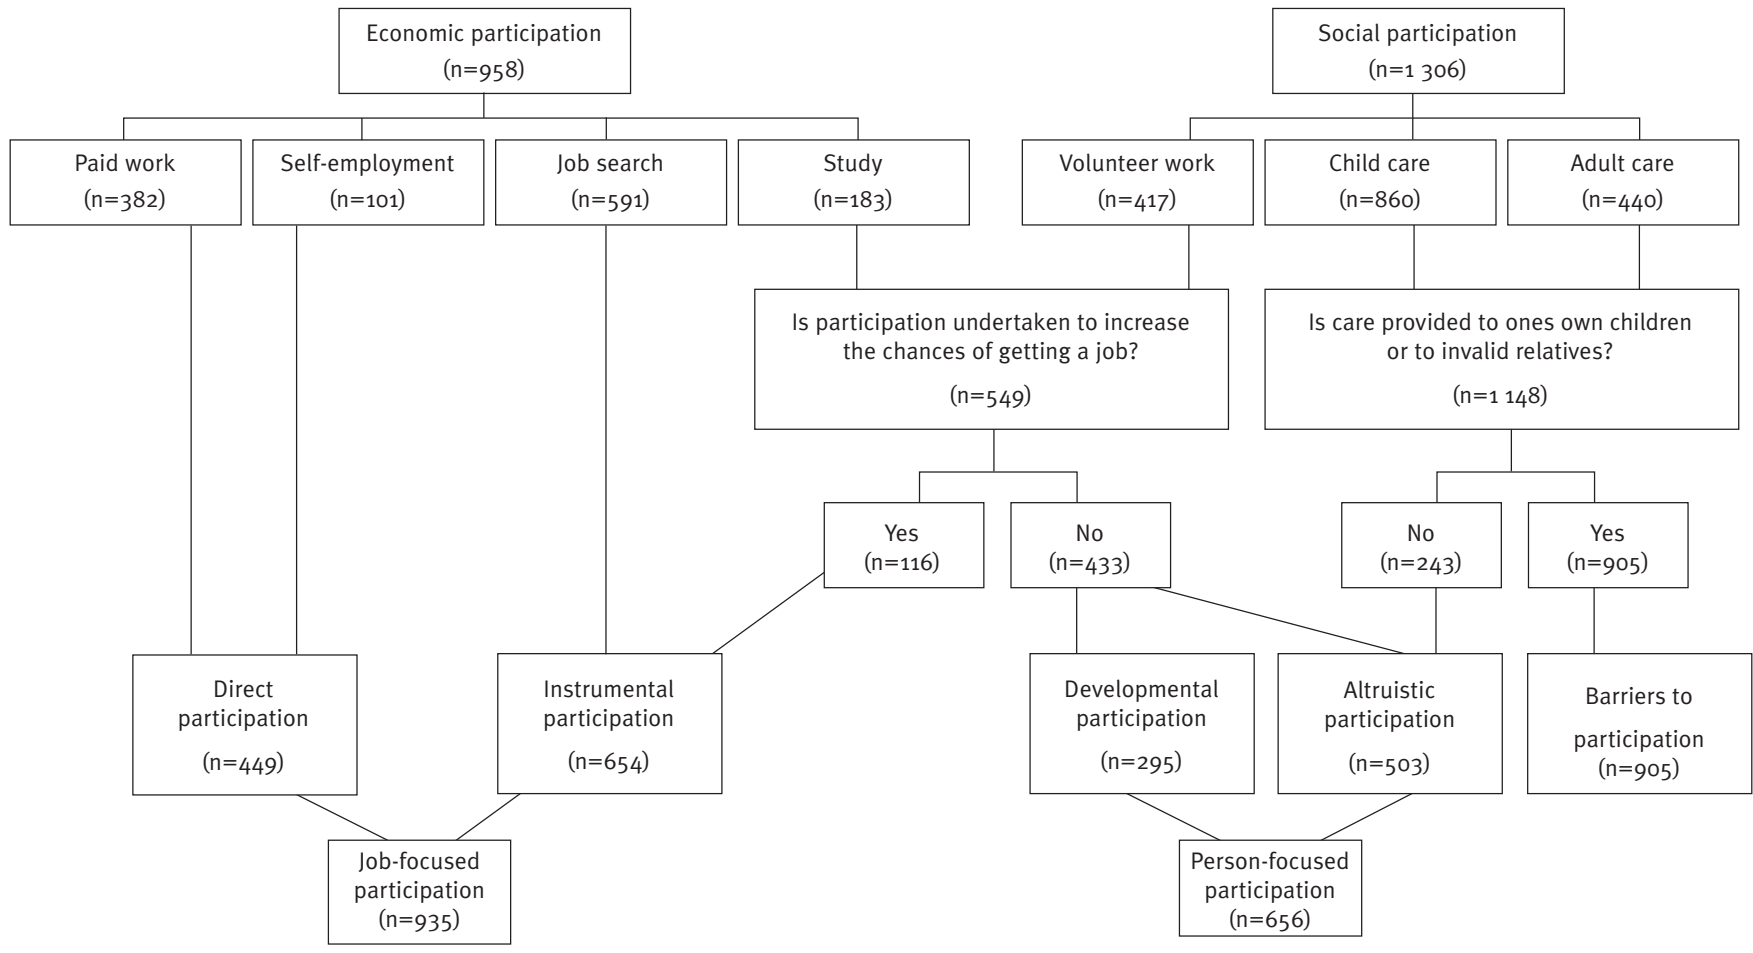 Economic participation
(n=958)
Social participation
(n=1 306)
Paid work
(n=382)
Self-employment
(n=101)
Job search
(n=591)
Study
(n=183)
Volunteer work
(n=417)
Child care
(n=860)
Adult care
(n=440)
Is participation undertaken to increase
the chances of getting a job?
(n=549)
Is care provided to ones own children
or to invalid relatives?
(n=1 148)
Yes
(n=116)
No
(n=433)
No
(n=243)
Yes
(n=905)
Direct
participation
(n=449)
Instrumental
participation
(n=654)
Developmental
participation
(n=295)
Altruistic
participation
(n=503)
Barriers to
participation
(n=905)
Job-focused
participation
(n=935)
Person-focused
participation
(n=656)